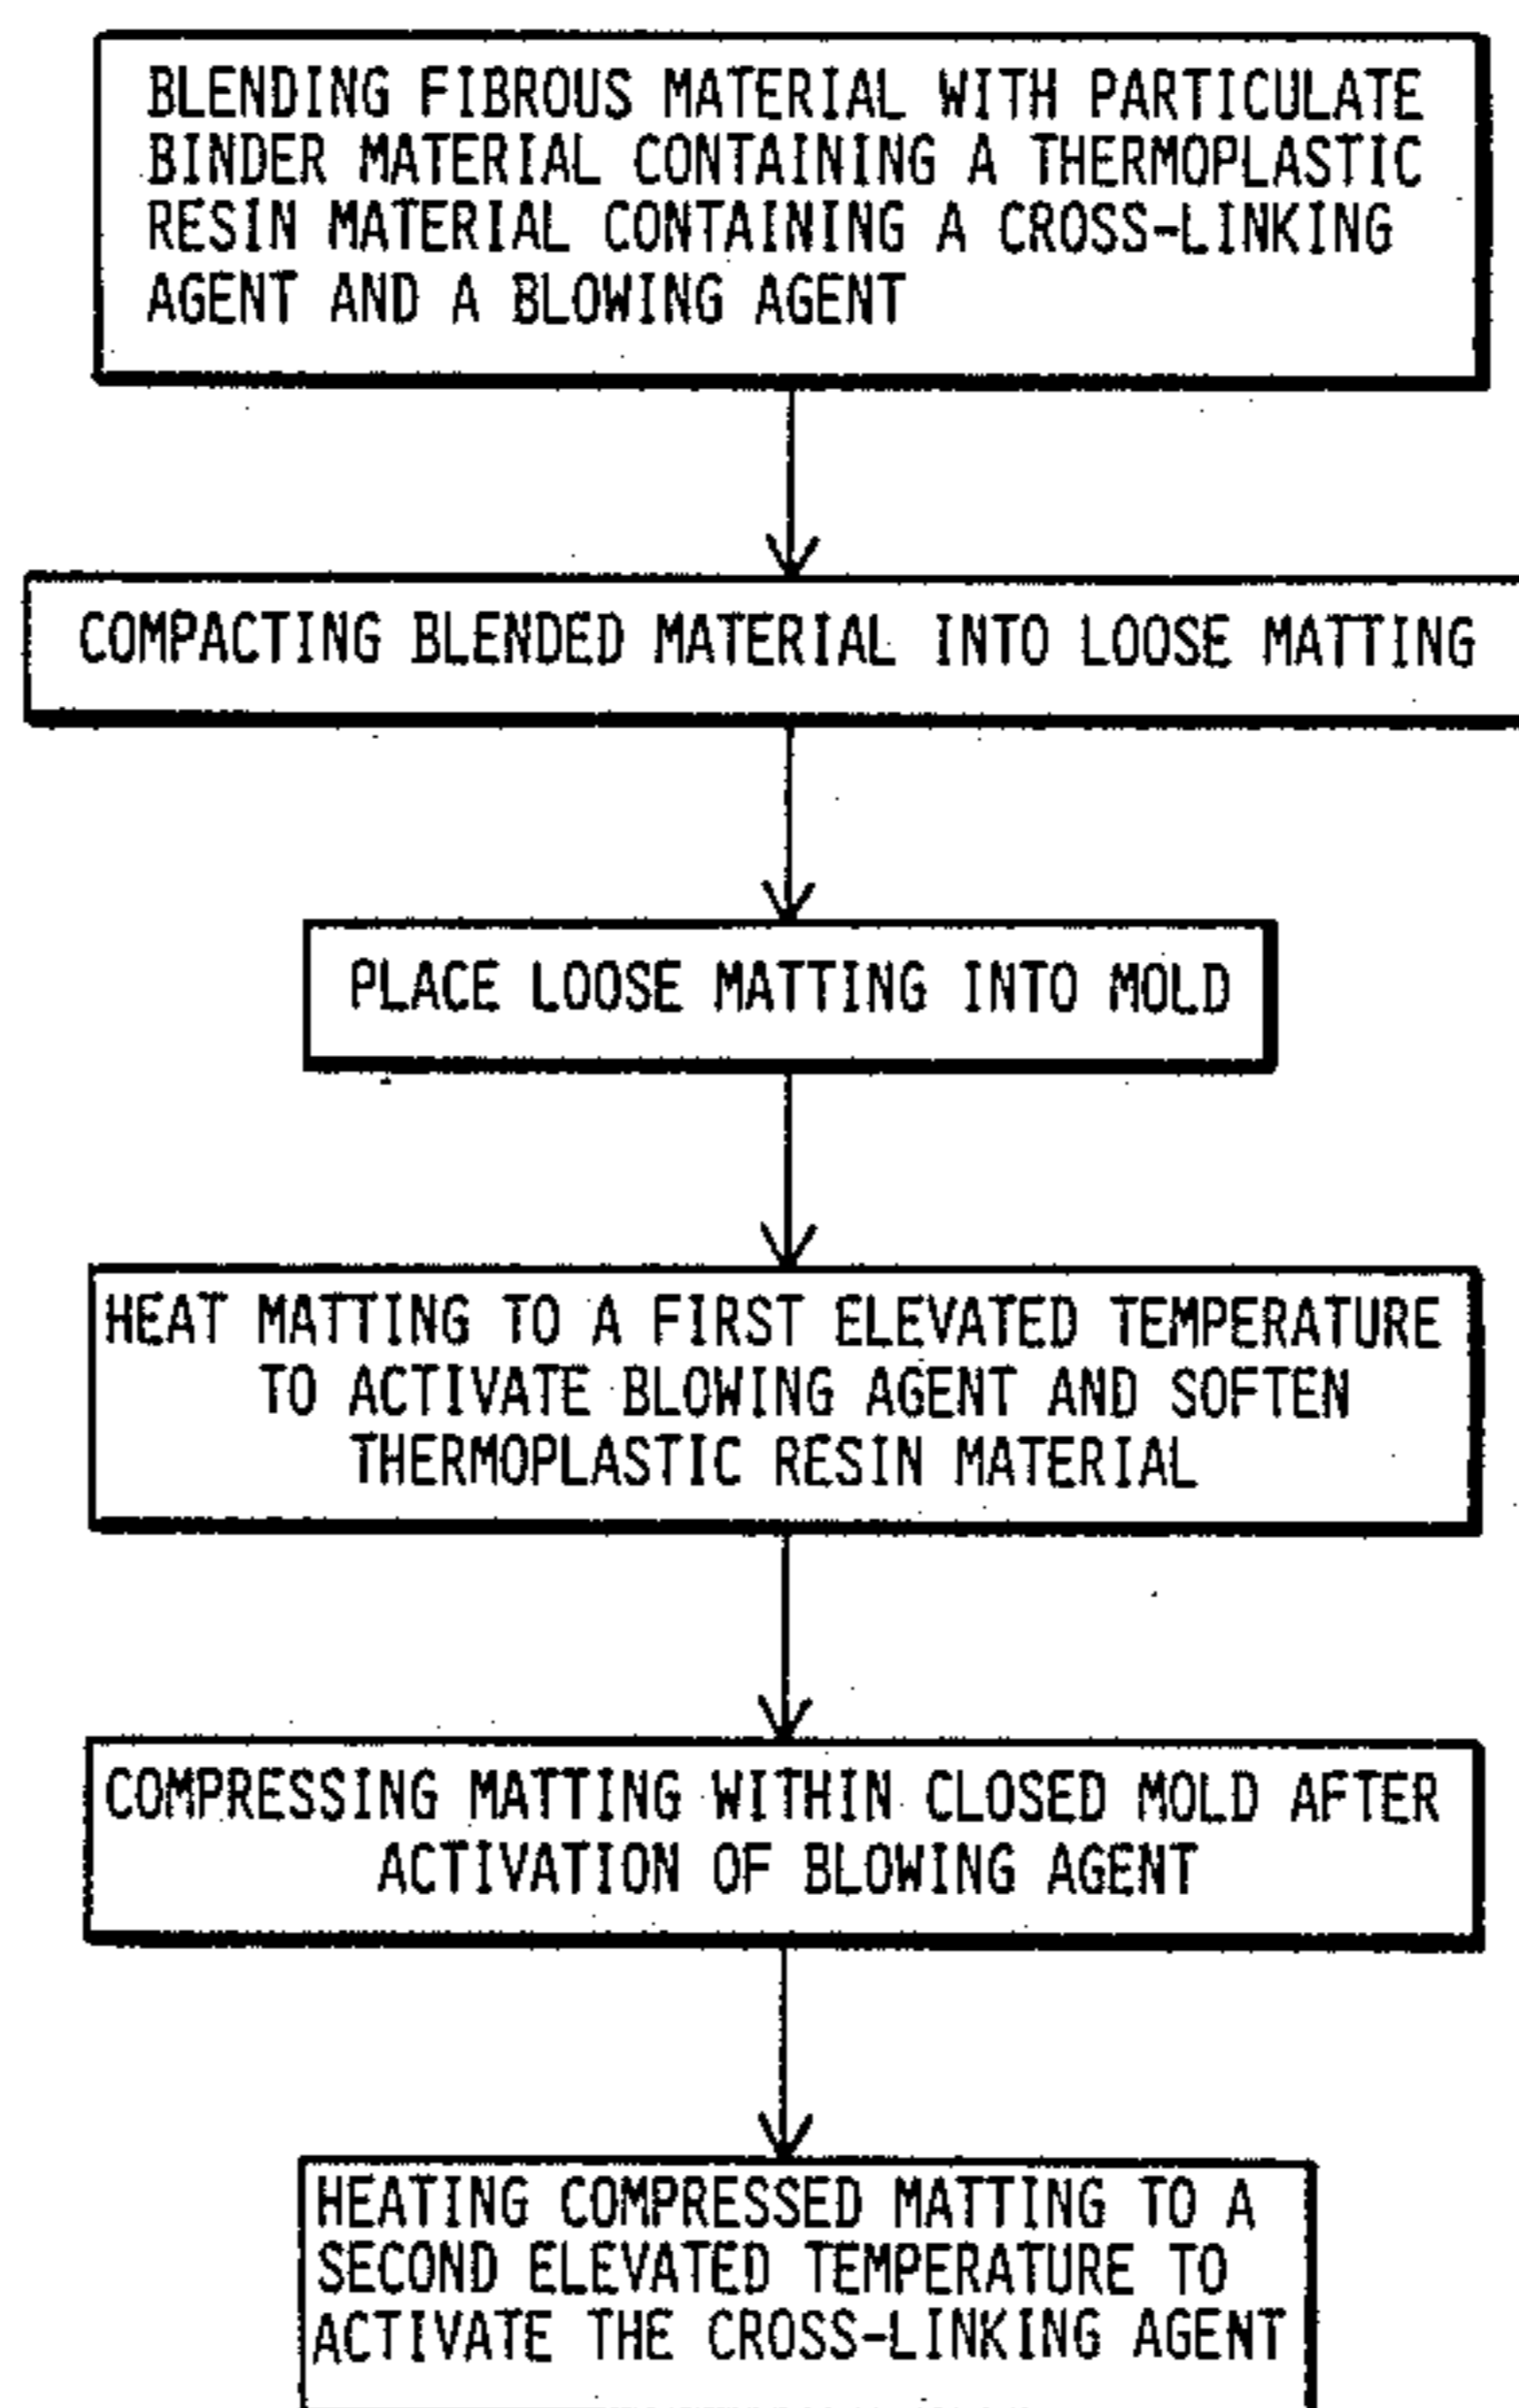 BLENDING FIBROUS MATERIAL WITH PARTICULATE
BINDER MATERIAL CONTAINING A THERMOPLASTIC
RESIN MATERIAL CONTAINING A CROSS-LINKING
AGENT AND A BLOWING AGENT
COMPACTING BLENDED MATERIAL INTO LOOSE MATTING
PLACE LOOSE MATTING INTO MOLD
HEAT MATTING TO A FIRST ELEVATED TEMPERATURE
TO ACTIVATE BLOWING AGENT AND SOFTEN
THERMOPLASTIC RESIN MATERIAL
COMPRESSING MATTING WITHIN CLOSED MOLD AFTER
ACTIVATION OF BLOWING AGENT
HEATING COMPRESSED MATTING TO A
SECOND ELEVATED TEMPERATURE TO
ACTIVATE THE CROSS-LINKING AGENT